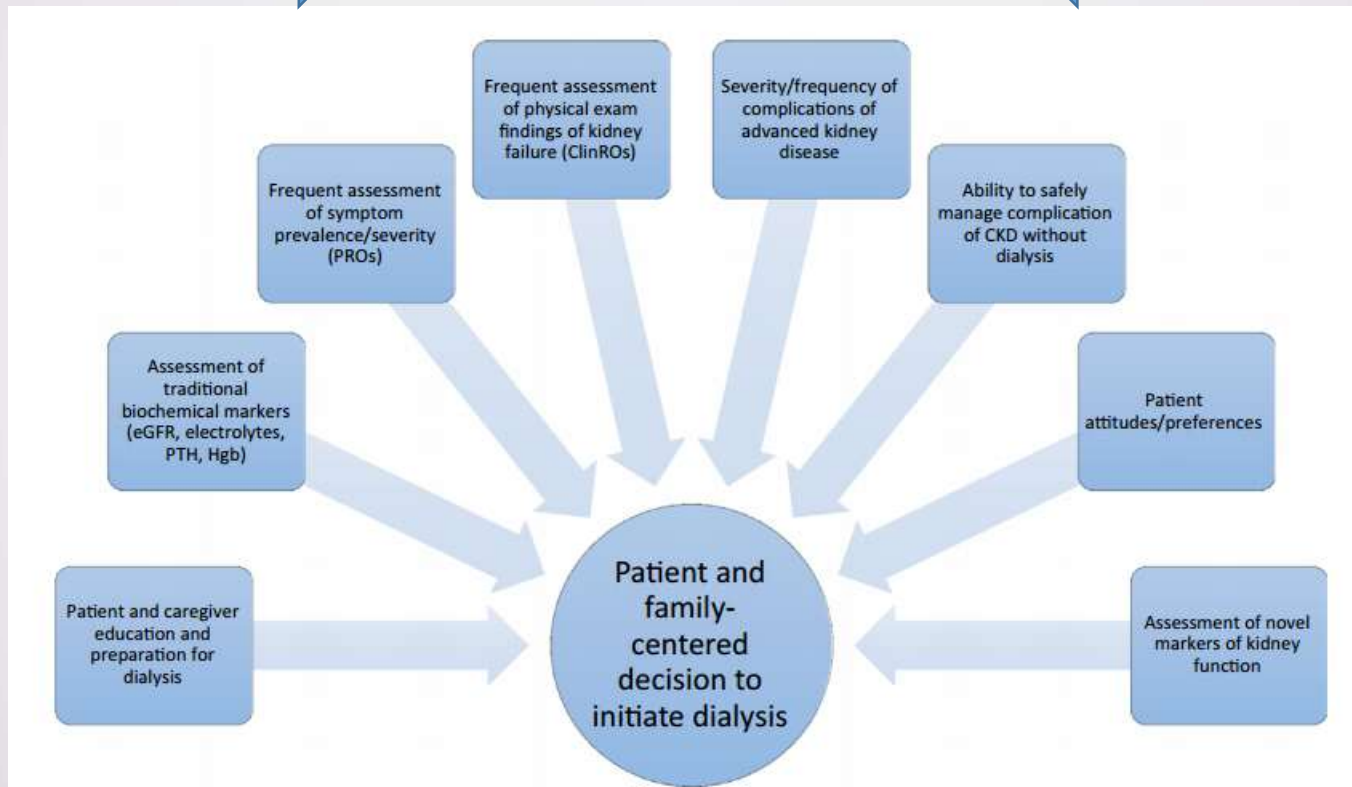 Patient and caregiver
education and
preparation for
dialysis
Assessment of
traditional
biochemical markers
(eGFR, electrolytes,
PTH, Hgb)
Frequent assessment
of symptom
prevalence/severity
(PROs)
Frequent assessment
of physical exam
findings of kidney
failure (ClinROs)
Severity/frequency of
complications of
advanced kidney
disease
Ability to safely
manage complication
of CKD without
dialysis
Patient
attitudes/preferences
Assessment of novel
markers of kidney
function
Patient and
family-
centered
decision to
initiate dialysis